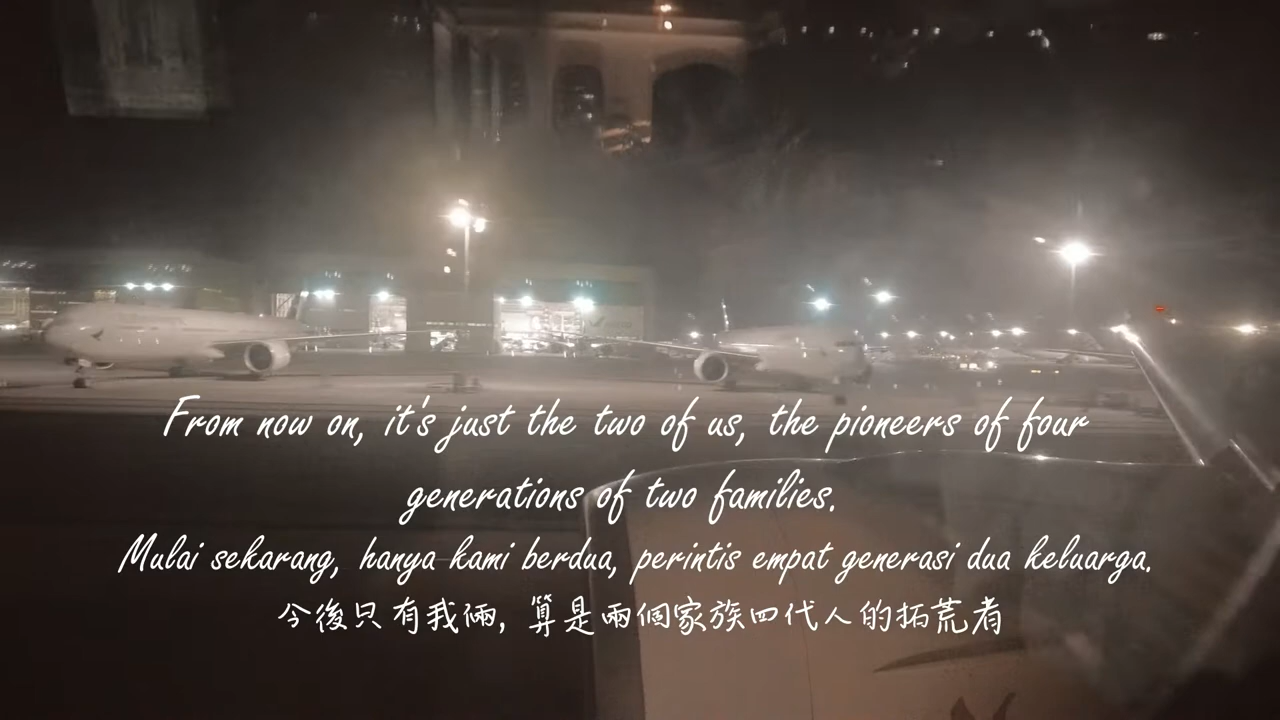 From now on, it's just the two of us, the pioneers of four
generations of two families.
Mulai sekarang, hanya kami berdua, perintis empat generasi dua keluarga.
今後只有我倆, 算是兩個家族四代人的拓荒者